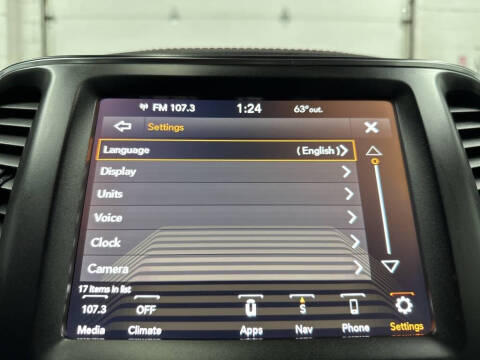 FM 107.3 1:24 63°out.
Settings
Language ( English )
Display
Units
Voice
Clock
Camera
17 items in list
107.3 OFF S
Media Climate Apps Nav Phone Settings